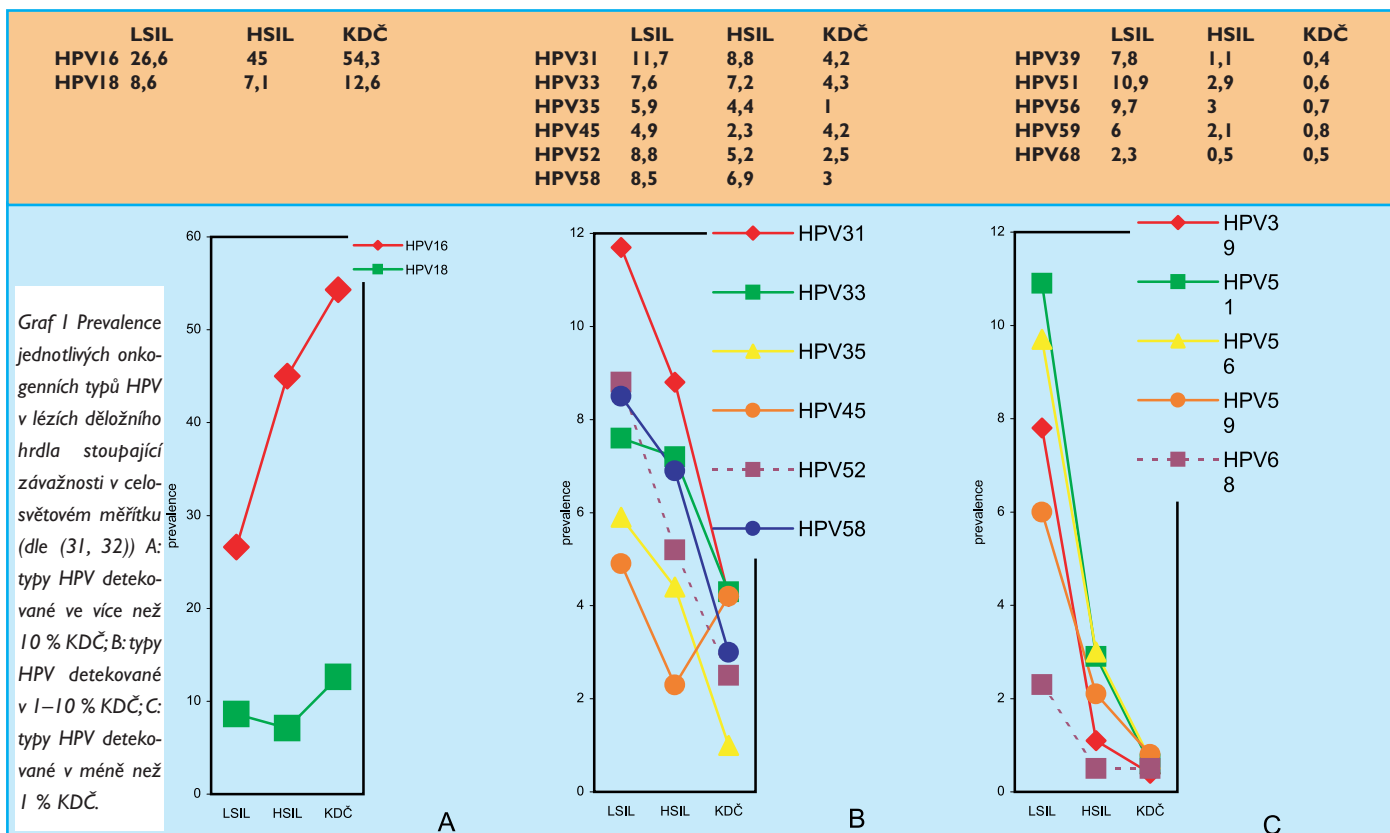 LSIL HSIL KDČ
HPV16 26,6 45 54,3
HPV18 8,6 7,1 12,6
LSIL HSIL KDČ
HPV31 11,7 8,8 4,2
HPV33 7,6 7,2 4,3
HPV35 5,9 4,4 1
HPV45 4,9 2,3 4,2
HPV52 8,8 5,2 2,5
HPV58 8,5 6,9 3
LSIL HSIL KDČ
HPV39 7,8 1,1 0,4
HPV51 10,9 2,9 0,6
HPV56 9,7 3 0,7
HPV59 6 2,1 0,8
HPV68 2,3 0,5 0,5
Graf 1 Prevalence
jednotlivých onko-
genních typů HPV
v lézích děložního
hrdla stoupající
závažnosti v celo-
světovém měřítku
(dle (31, 32)) A:
typy HPV deteko-
vané ve více než
10 % KDČ; B: typy
HPV detekované
v 1–10 % KDČ; C:
typy HPV deteko-
vané v méně než
1 % KDČ.
60
50
40
30
20
10
0
prevalence
LSIL HSIL KDČ
HPV16
HPV18
A
12
10
8
6
4
2
0
prevalence
LSIL HSIL KDČ
HPV31
HPV33
HPV35
HPV45
HPV52
HPV58
B
12
10
8
6
4
2
0
prevalence
LSIL HSIL KDČ
HPV3
9
HPV5
1
HPV5
6
HPV5
9
HPV6
8
C